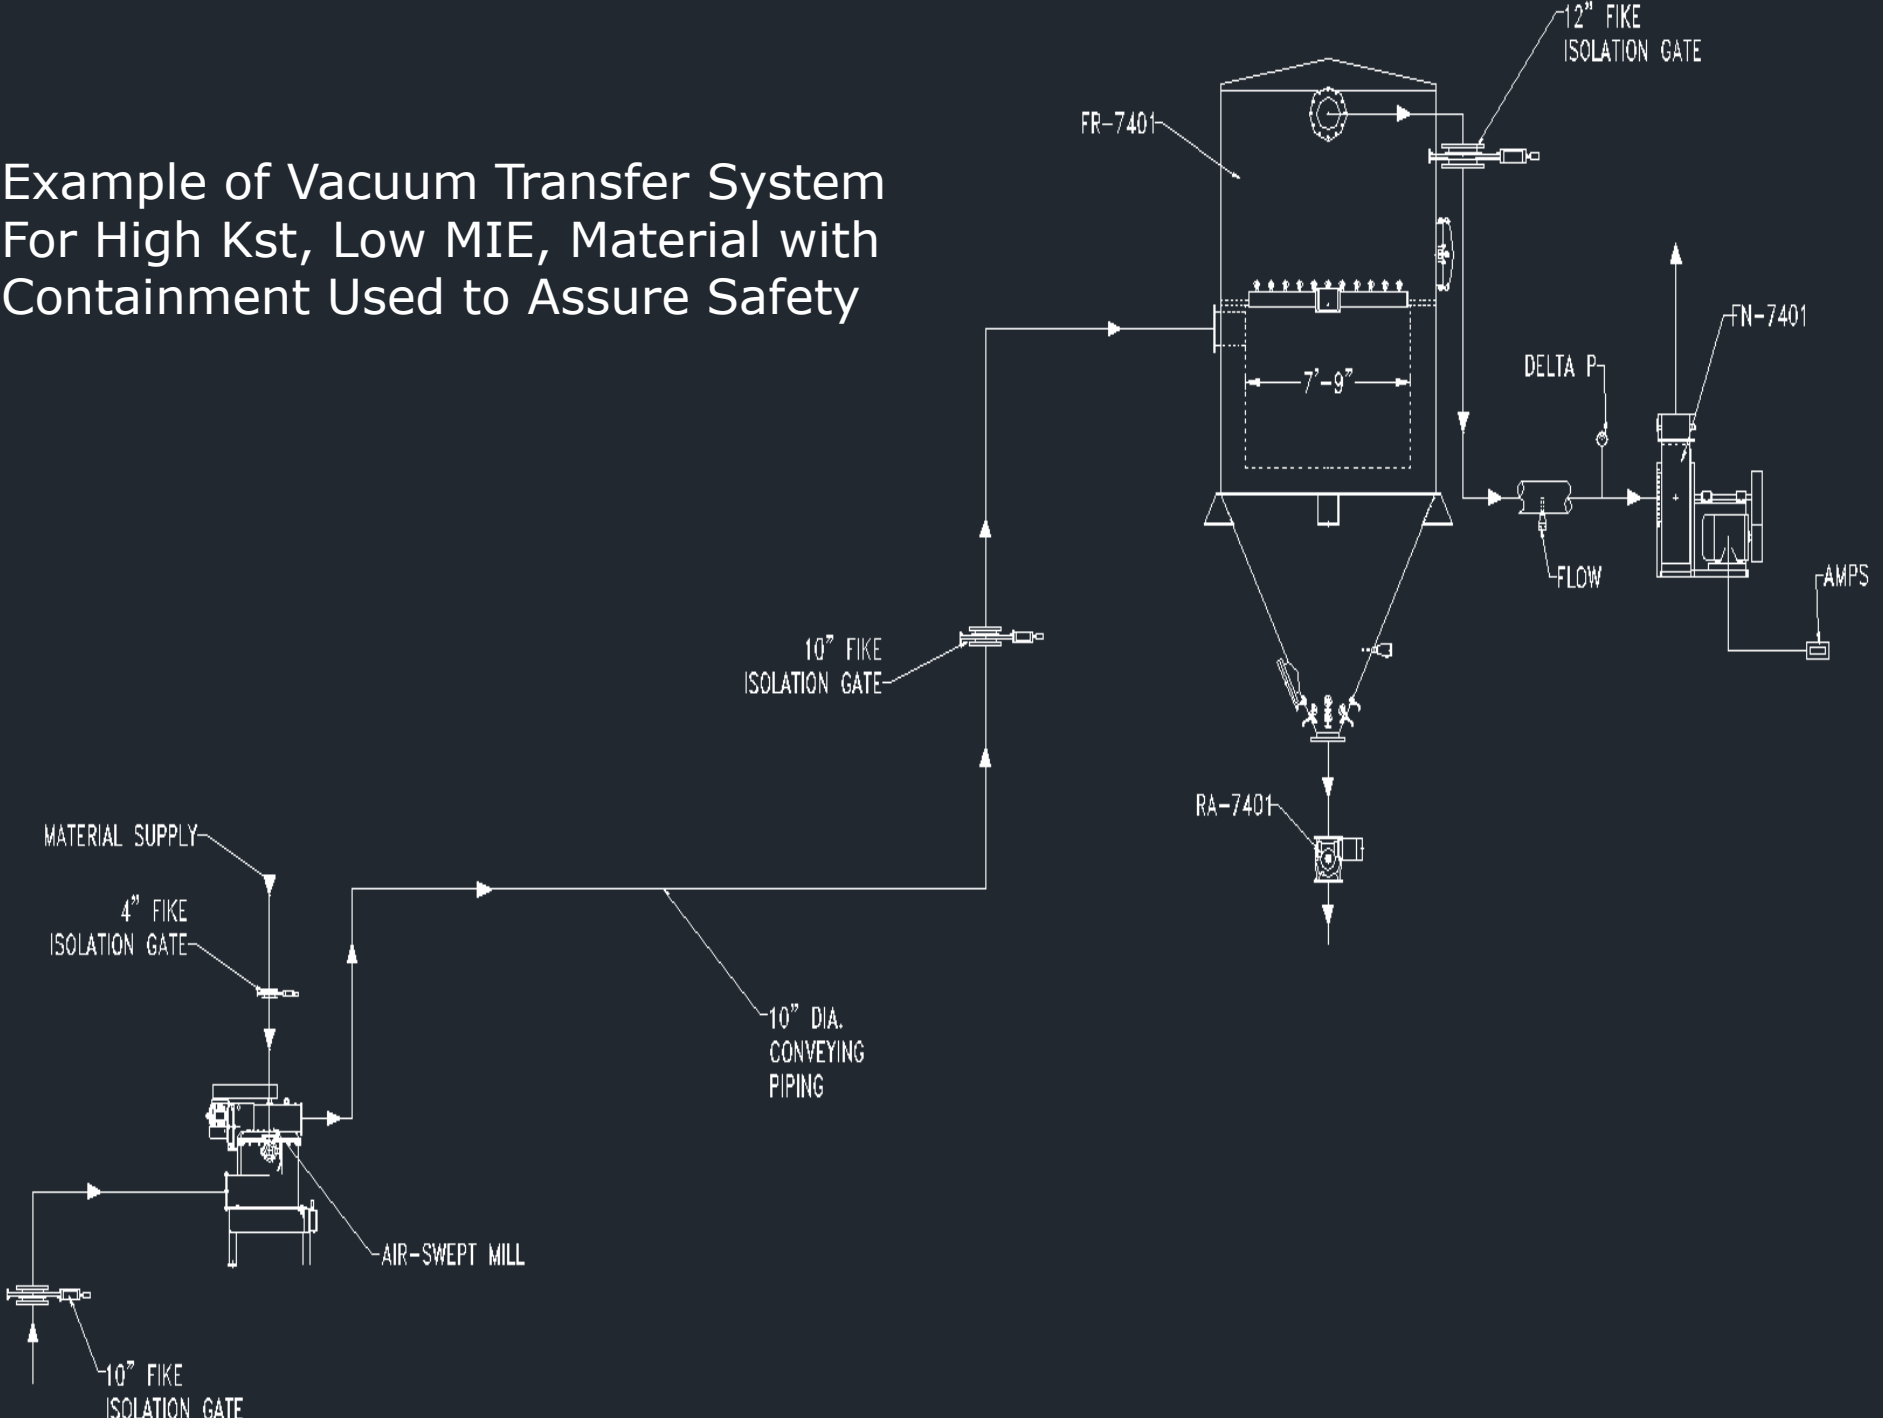 Example of Vacuum Transfer System
For High Kst, Low MIE, Material with
Containment Used to Assure Safety
12" FIKE
ISOLATION GATE
FR-7401
FN-7401
DELTA P
7'-9"
FLOW
AMPS
10" FIKE
ISOLATION GATE
RA-7401
MATERIAL SUPPLY
4" FIKE
ISOLATION GATE
10" DIA.
CONVEYING
PIPING
AIR-SWEPT MILL
10" FIKE
ISOLATION GATE